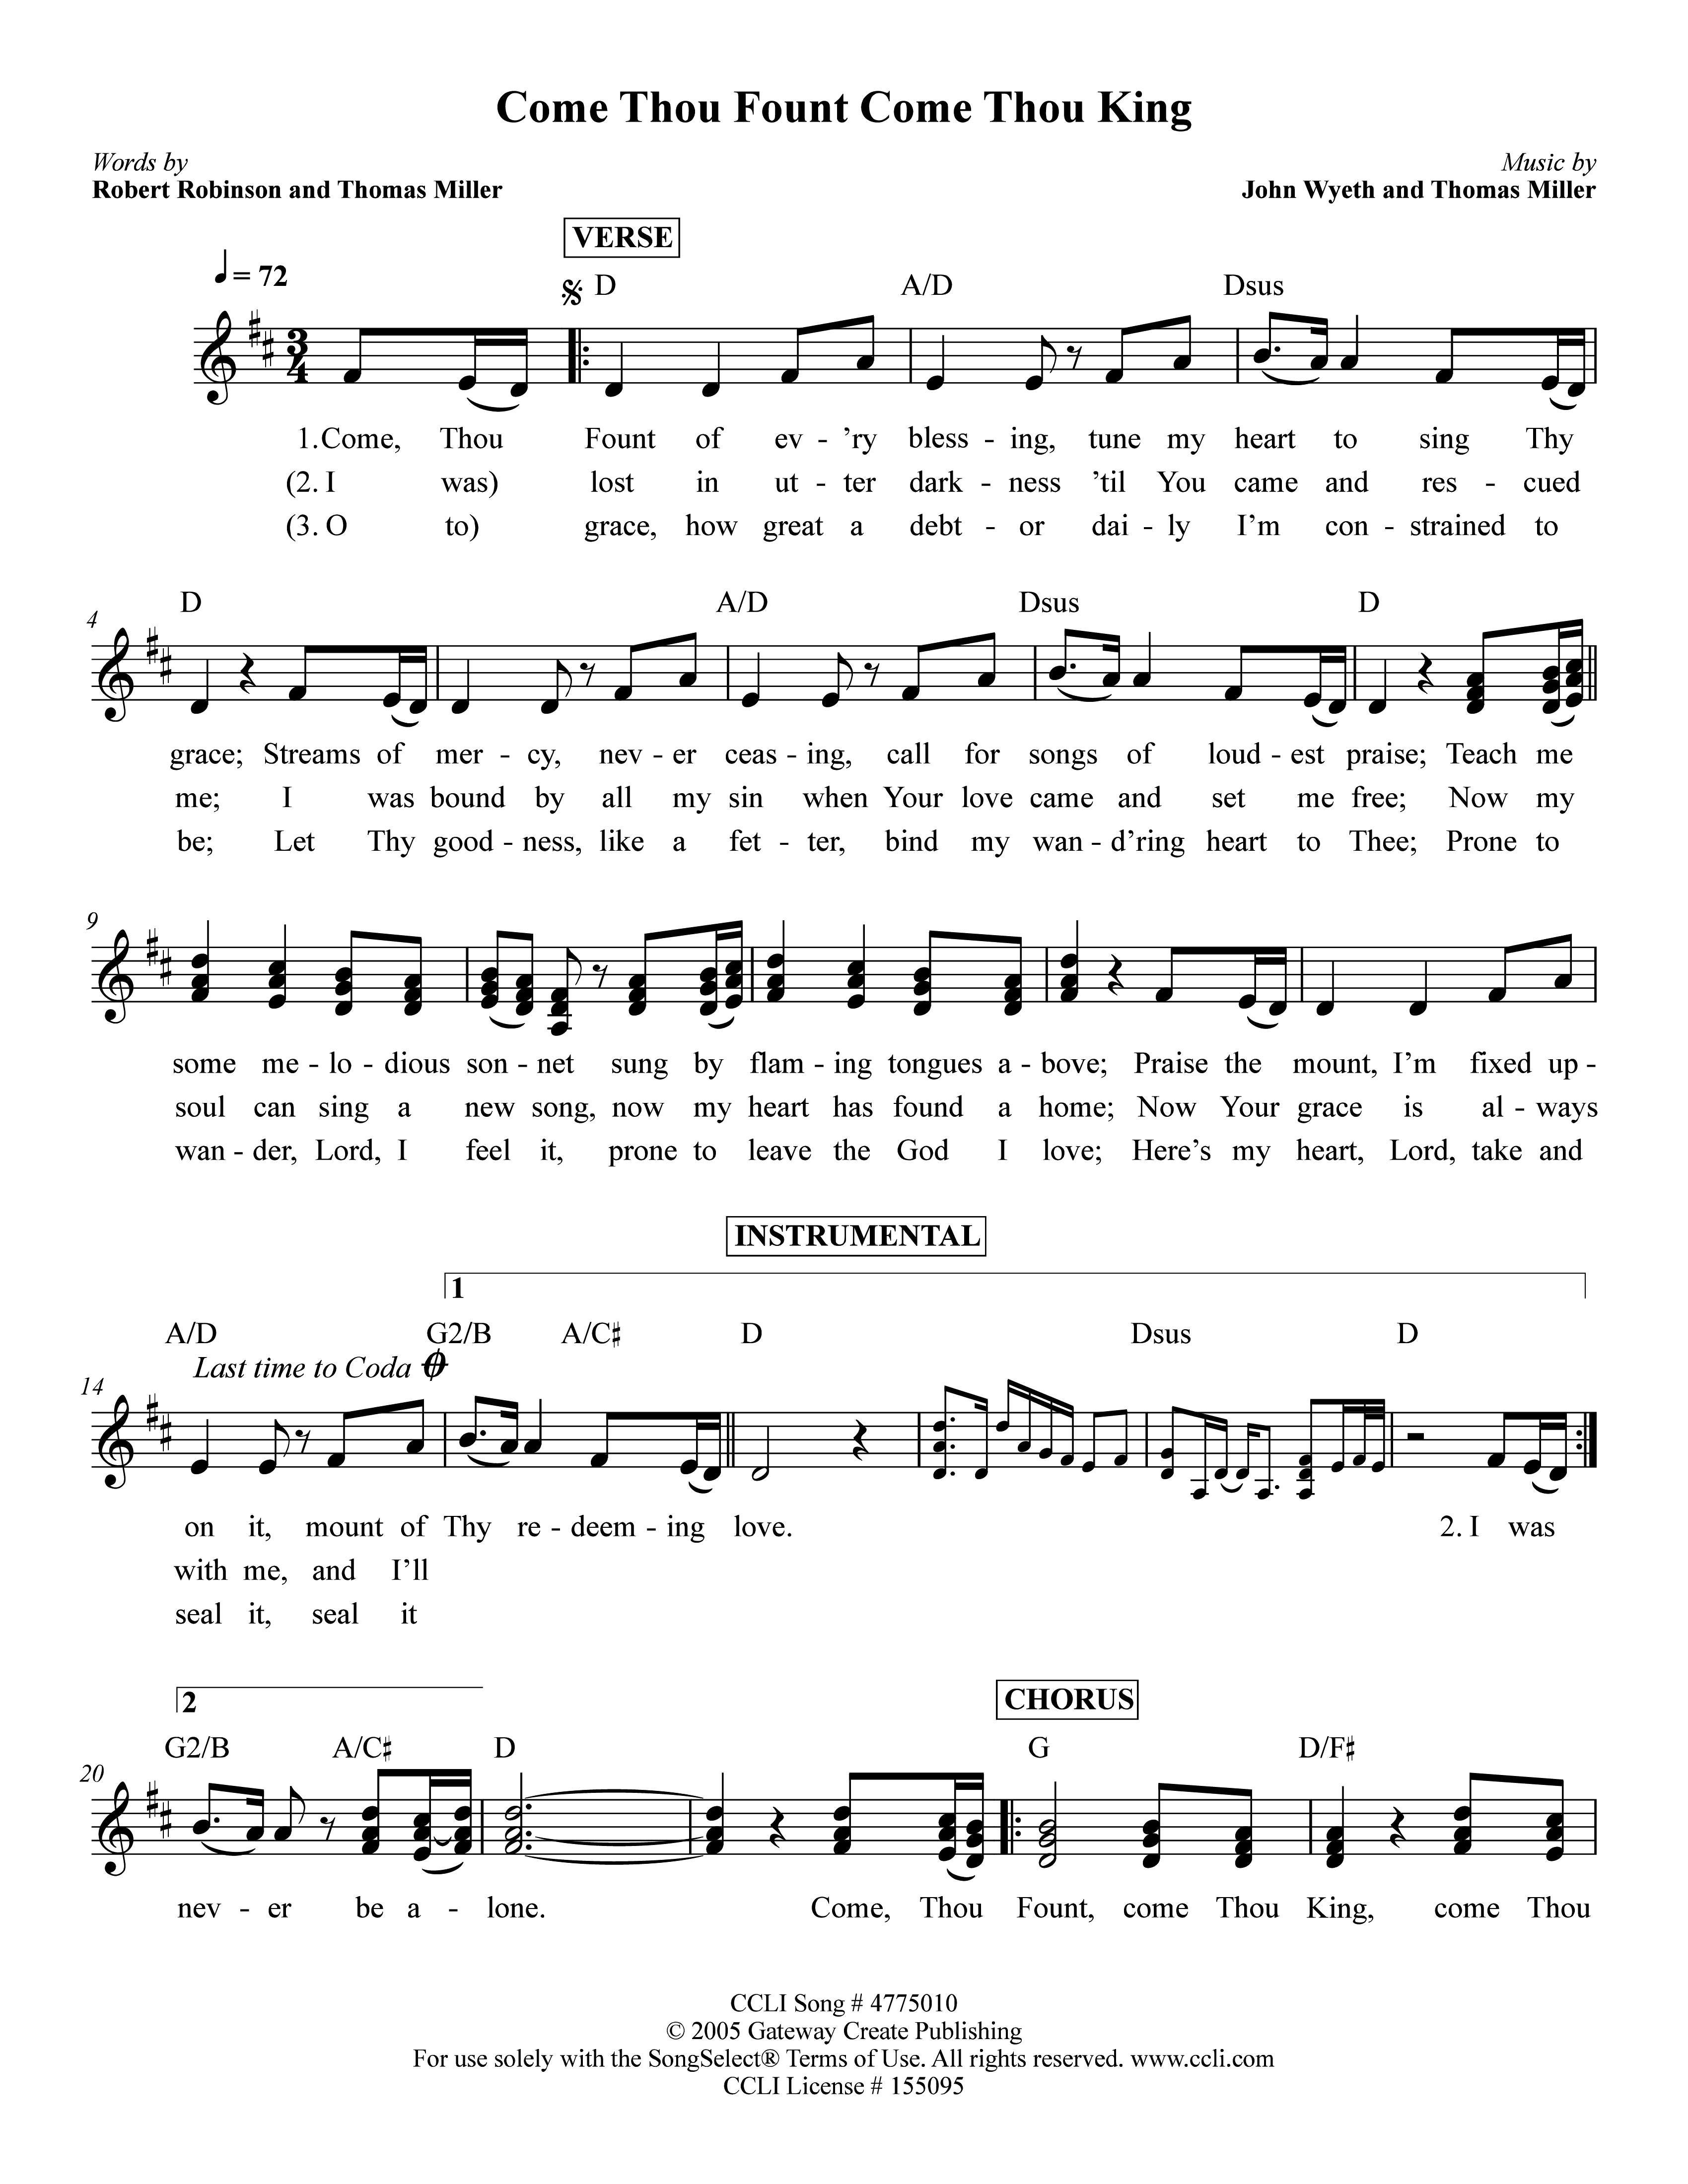 Come Thou Fount Come Thou King
Words by
Robert Robinson and Thomas Miller
Music by
John Wyeth and Thomas Miller
VERSE
= 72
D A/D Dsus
3
4
1.Come, Thou Fount of ev - ’ry bless - ing, tune my heart to sing Thy
(2. I was) lost in ut - ter dark - ness ’til You came and res - cued
(3. O to) grace, how great a debt - or dai - ly I’m con - strained to
D A/D Dsus D
4
grace; Streams of mer - cy, nev - er ceas - ing, call for songs of loud - est praise; Teach me
me; I was bound by all my sin when Your love came and set me free; Now my
be; Let Thy good - ness, like a fet - ter, bind my wan - d’ring heart to Thee; Prone to
9
some me - lo - dious son - net sung by flam - ing tongues a - bove; Praise the mount, I’m fixed up -
soul can sing a new song, now my heart has found a home; Now Your grace is al - ways
wan - der, Lord, I feel it, prone to leave the God I love; Here’s my heart, Lord, take and
INSTRUMENTAL
1
A/D G2/B A/C♯ D Dsus D
Last time to Coda
14
on it, mount of Thy re - deem - ing love. 2. I was
with me, and I’ll
seal it, seal it
2
CHORUS
G2/B A/C♯ D G D/F♯
20
nev - er be a - lone. Come, Thou Fount, come Thou King, come Thou
CCLI Song # 4775010
© 2005 Gateway Create Publishing
For use solely with the SongSelect® Terms of Use. All rights reserved. www.ccli.com
CCLI License # 155095